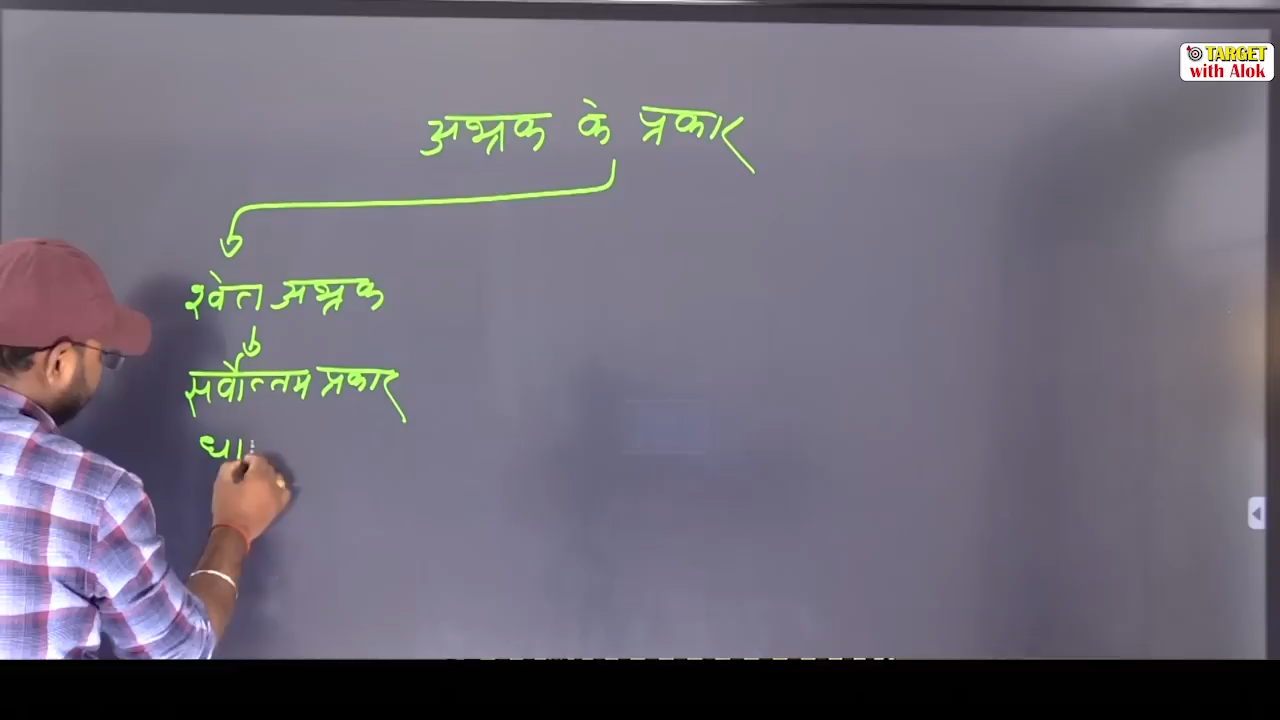 TARGET
with Alok
अभ्रक के प्रकार
श्वेत अभ्रक
सर्वोत्तम प्रकार
धा